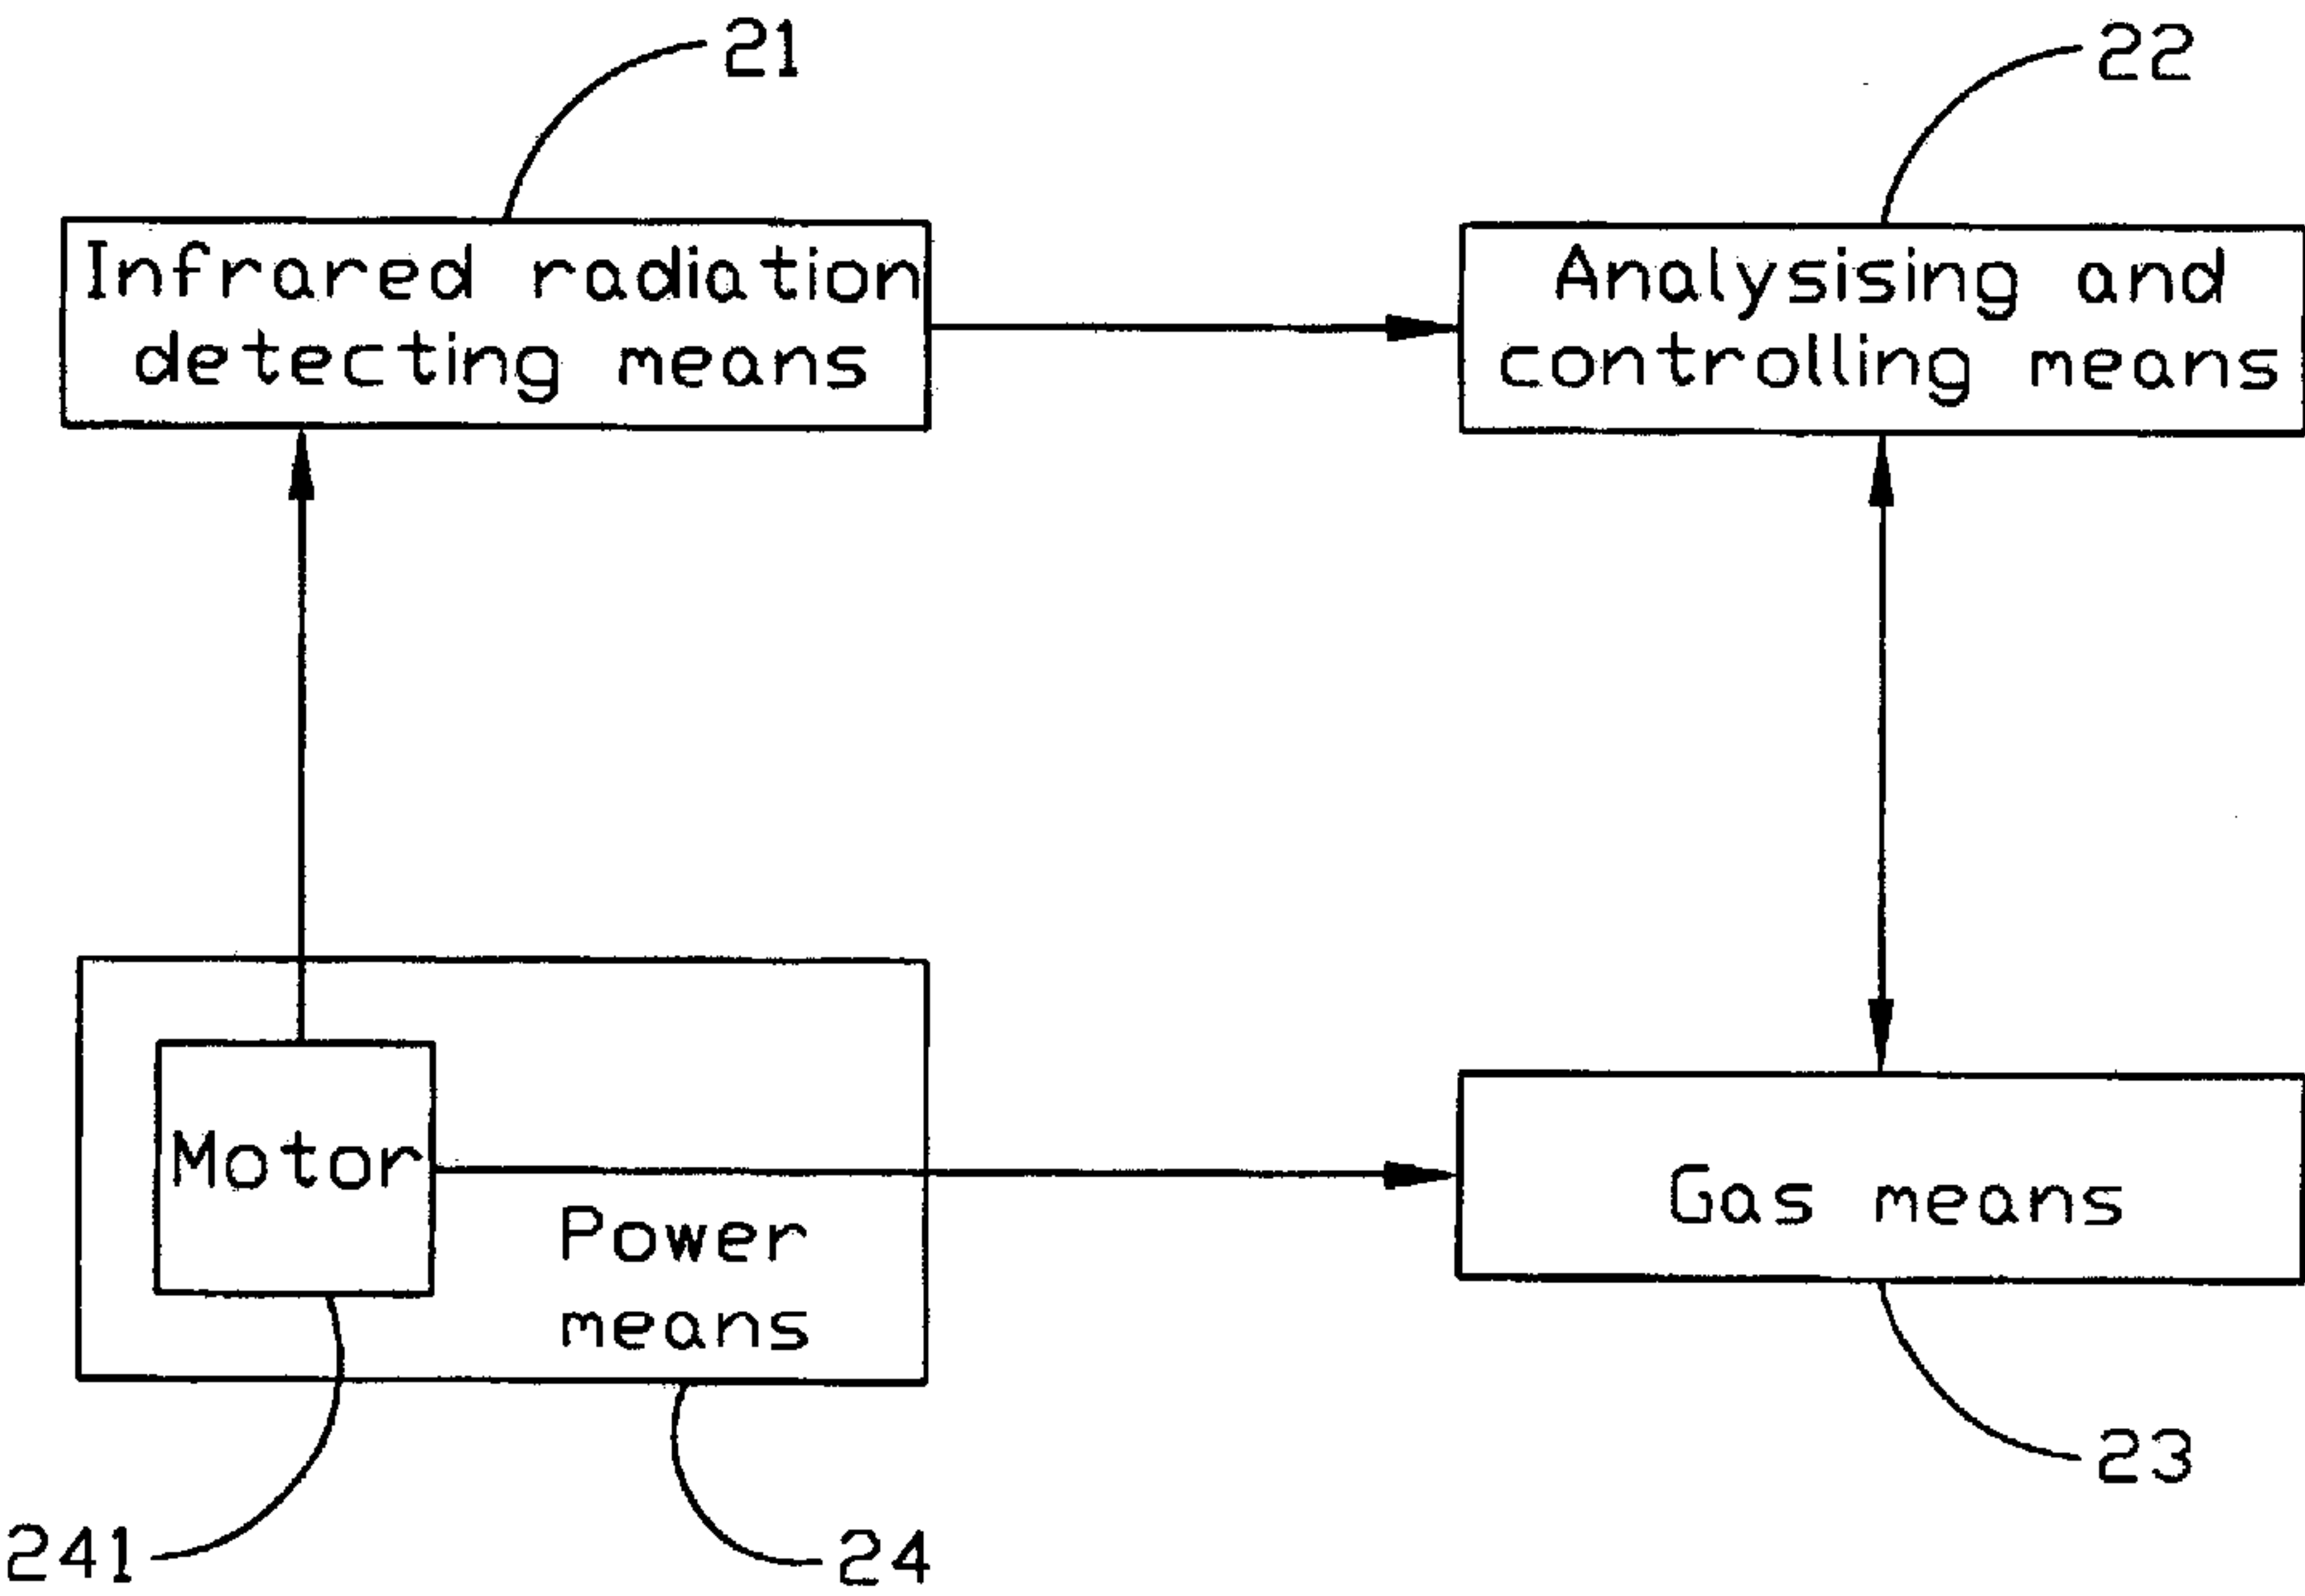 21
22
Infrared radiation
detecting means
Analysising and
controlling means
Motor
Power
means
Gas means
23
241
24